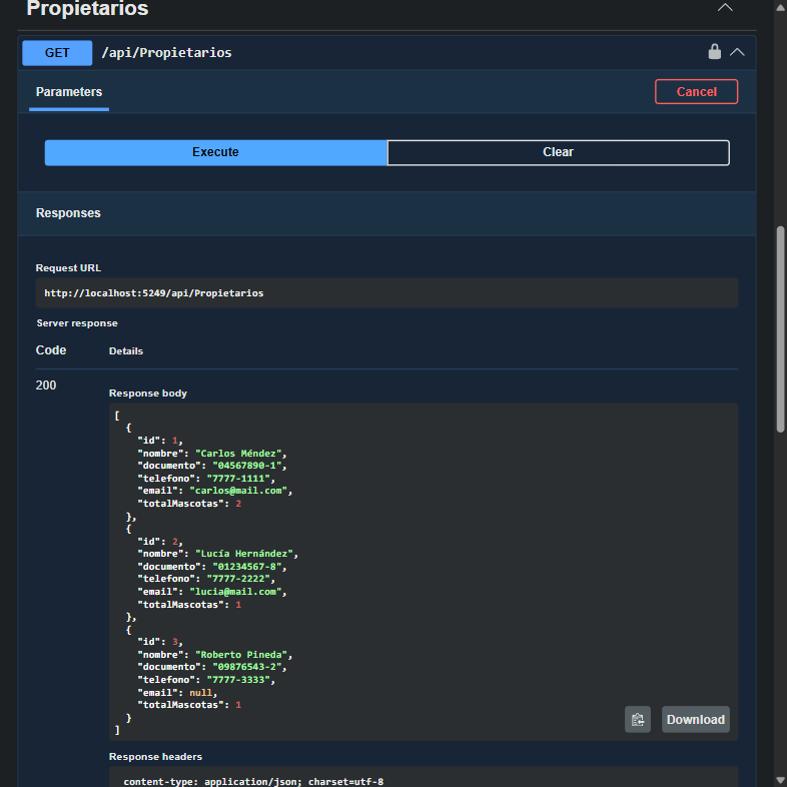 Propietarios
GET /api/Propietarios
Parameters
Cancel
Execute
Clear
Responses
Request URL
http://localhost:5249/api/Propietarios
Server response
Code Details
200
Response body
[
  {
    "id": 1,
    "nombre": "Carlos Méndez",
    "documento": "04567890-1",
    "telefono": "7777-1111",
    "email": "carlos@mail.com",
    "totalMascotas": 2
  },
  {
    "id": 2,
    "nombre": "Lucía Hernández",
    "documento": "01234567-8",
    "telefono": "7777-2222",
    "email": "lucia@mail.com",
    "totalMascotas": 1
  },
  {
    "id": 3,
    "nombre": "Roberto Pineda",
    "documento": "09876543-2",
    "telefono": "7777-3333",
    "email": null,
    "totalMascotas": 1
  }
]
Download
Response headers
content-type: application/json; charset=utf-8